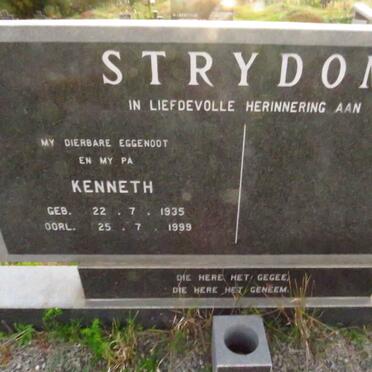 STRYDOM
IN LIEFDEVOLLE HERINNERING AAN
MY DIERBARE EGGENOOT
EN MY PA
KENNETH
GEB. 22 . 7 . 1935
OORL. 25 . 7 . 1999
DIE HERE HET GEGEE,
DIE HERE HET GENEEM.